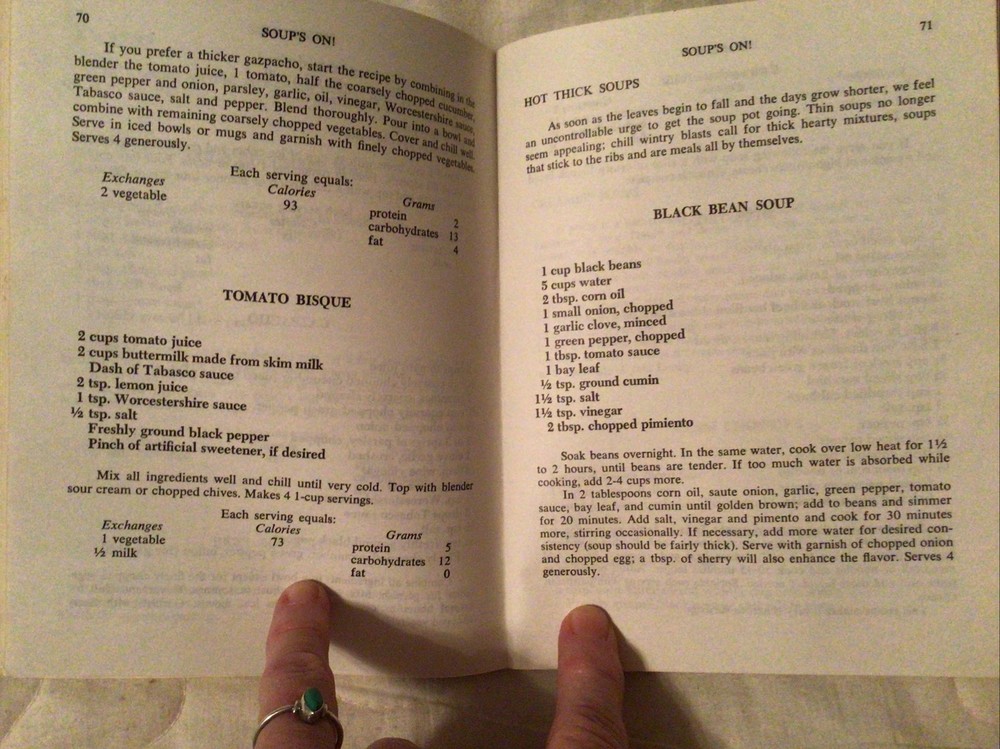 70
SOUP'S ON!
If you prefer a thicker gazpacho, start the recipe by combining in the
blender the tomato juice, 1 tomato, half the coarsely chopped cucumber,
green pepper and onion, parsley, garlic, oil, vinegar, Worcestershire sauce,
Tabasco sauce, salt and pepper. Blend thoroughly. Pour into a bowl and
combine with remaining coarsely chopped vegetables. Cover and chill well.
Serve in iced bowls or mugs and garnish with finely chopped vegetables.
Serves 4 generously.
Each serving equals:
Exchanges Calories Grams
2 vegetable 93 protein 2
carbohydrates 13
fat 4
TOMATO BISQUE
2 cups tomato juice
2 cups buttermilk made from skim milk
Dash of Tabasco sauce
2 tsp. lemon juice
1 tsp. Worcestershire sauce
½ tsp. salt
Freshly ground black pepper
Pinch of artificial sweetener, if desired
Mix all ingredients well and chill until very cold. Top with blender
sour cream or chopped chives. Makes 4 1-cup servings.
Each serving equals:
Exchanges Calories Grams
1 vegetable 73 protein 5
½ milk carbohydrates 12
fat 0
71
SOUP'S ON!
HOT THICK SOUPS
As soon as the leaves begin to fall and the days grow shorter, we feel
an uncontrollable urge to get the soup pot going. Thin soups no longer
seem appealing; chill wintry blasts call for thick hearty mixtures, soups
that stick to the ribs and are meals all by themselves.
BLACK BEAN SOUP
1 cup black beans
5 cups water
2 tbsp. corn oil
1 small onion, chopped
1 garlic clove, minced
1 green pepper, chopped
1 tbsp. tomato sauce
1 bay leaf
½ tsp. ground cumin
1½ tsp. salt
1½ tsp. vinegar
2 tbsp. chopped pimiento
Soak beans overnight. In the same water, cook over low heat for 1½
to 2 hours, until beans are tender. If too much water is absorbed while
cooking, add 2-4 cups more.
In 2 tablespoons corn oil, saute onion, garlic, green pepper, tomato
sauce, bay leaf, and cumin until golden brown; add to beans and simmer
for 20 minutes. Add salt, vinegar and pimento and cook for 30 minutes
more, stirring occasionally. If necessary, add more water for desired con-
sistency (soup should be fairly thick). Serve with garnish of chopped onion
and chopped egg; a tbsp. of sherry will also enhance the flavor. Serves 4
generously.